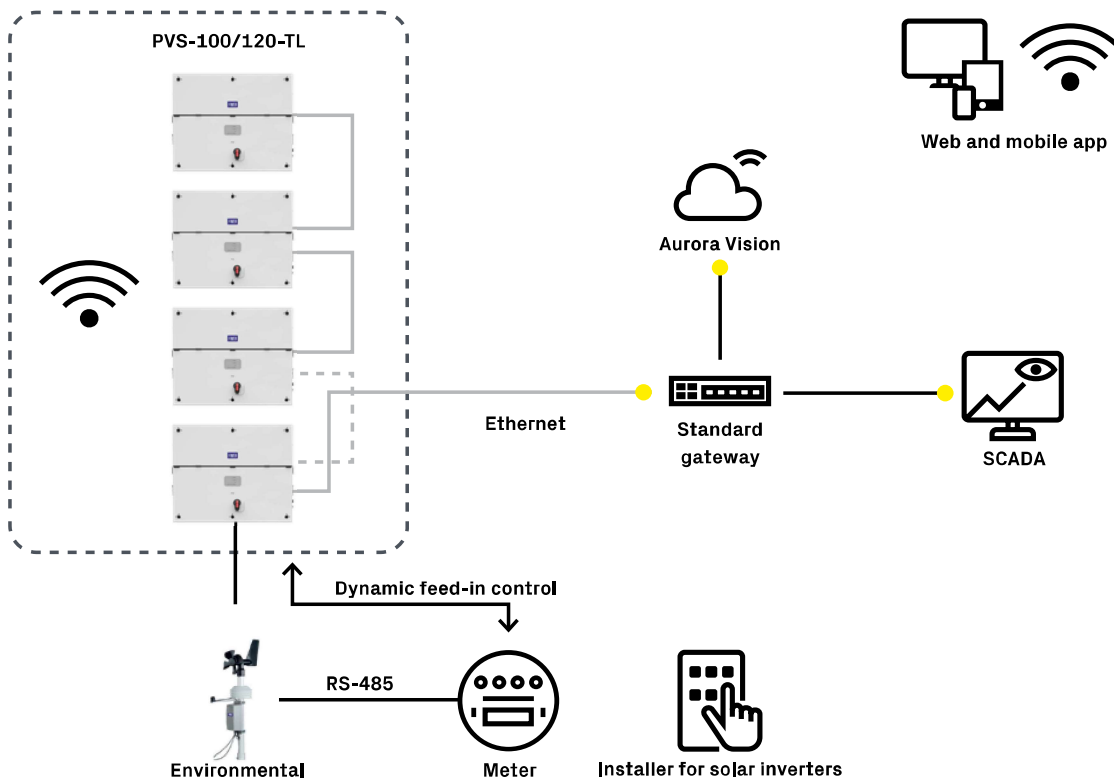 PVS-100/120-TL
Web and mobile app
Aurora Vision
Ethernet
Standard
gateway
SCADA
Dynamic feed-in control
RS-485
Environmental
Meter
Installer for solar inverters